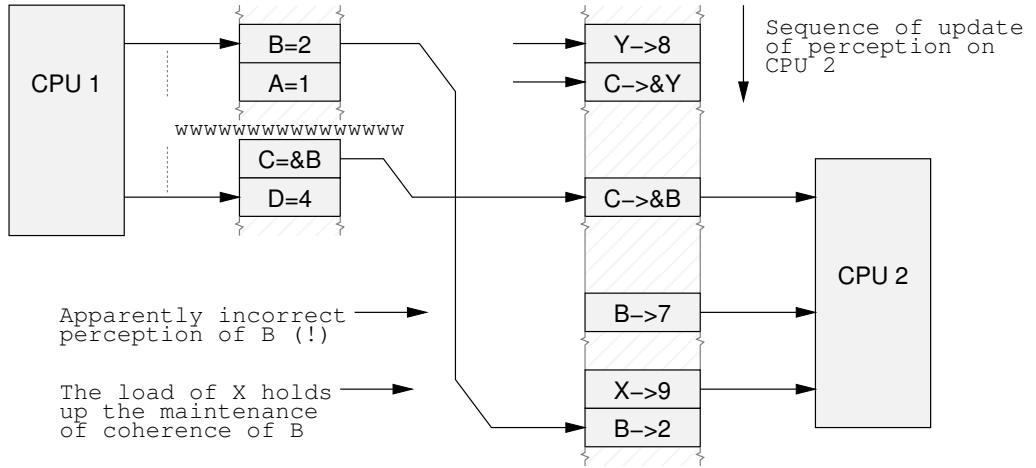 CPU 1
B=2
A=1
wwwwwwwwwwwwwwww
C=&B
D=4
Y->8
C->&Y
C->&B
B->7
X->9
B->2
Sequence of update
of perception on
CPU 2
CPU 2
Apparently incorrect
perception of B (!)
The load of X holds
up the maintenance
of coherence of B